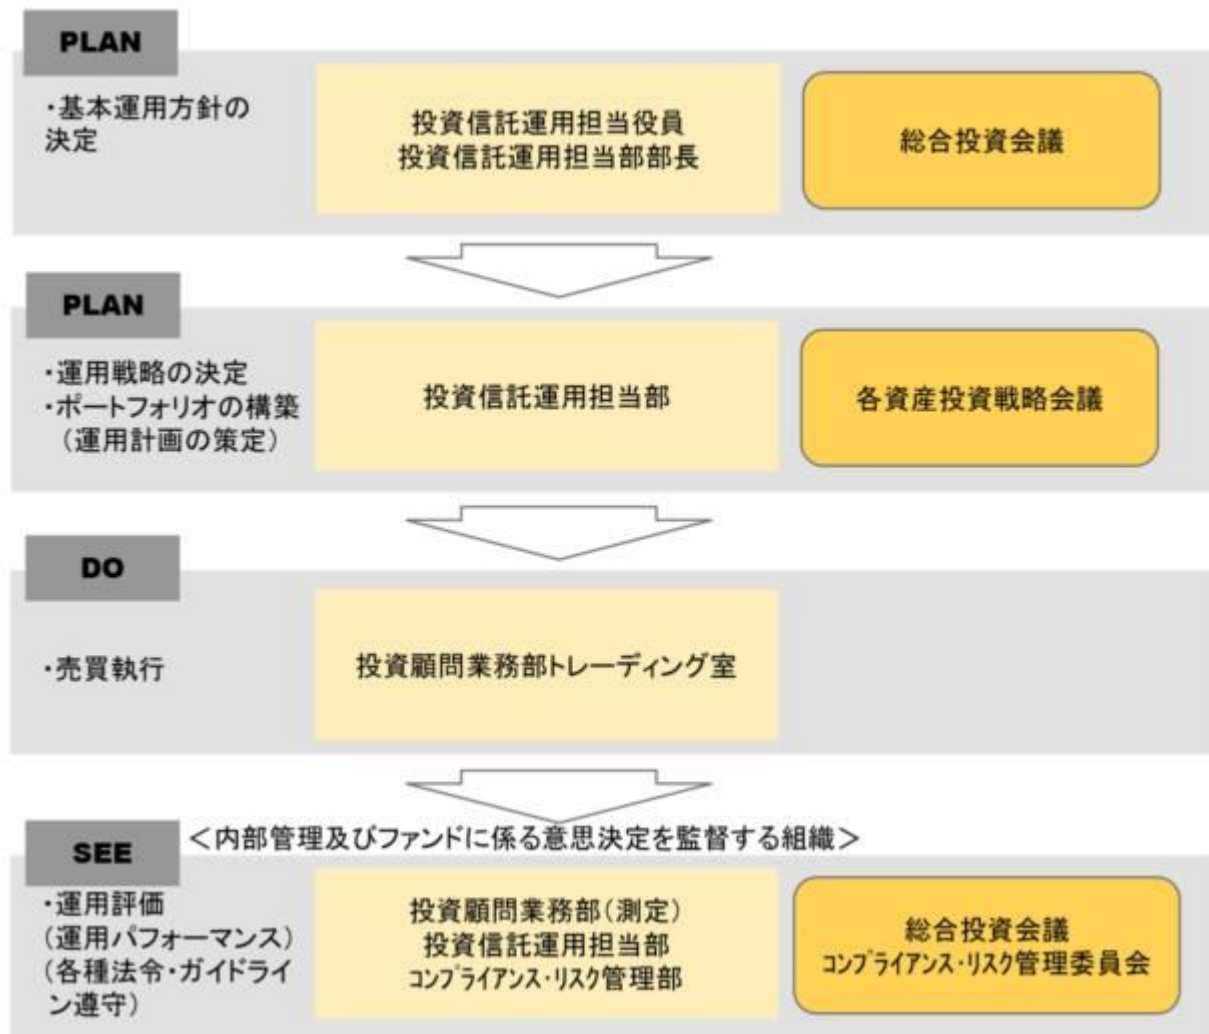 PLAN
・基本運用方針の
決定
投資信託運用担当役員
投資信託運用担当部部長
総合投資会議
PLAN
・運用戦略の決定
・ポートフォリオの構築
(運用計画の策定)
投資信託運用担当部
各資産投資戦略会議
DO
・売買執行
投資顧問業務部トレーディング室
SEE
＜内部管理及びファンドに係る意思決定を監督する組織＞
・運用評価
(運用パフォーマンス)
(各種法令・ガイドライ
ン遵守)
投資顧問業務部(測定)
投資信託運用担当部
ｺﾝﾌﾟﾗｲｱﾝｽ･ﾘｽｸ管理部
総合投資会議
ｺﾝﾌﾟﾗｲｱﾝｽ･ﾘｽｸ管理委員会